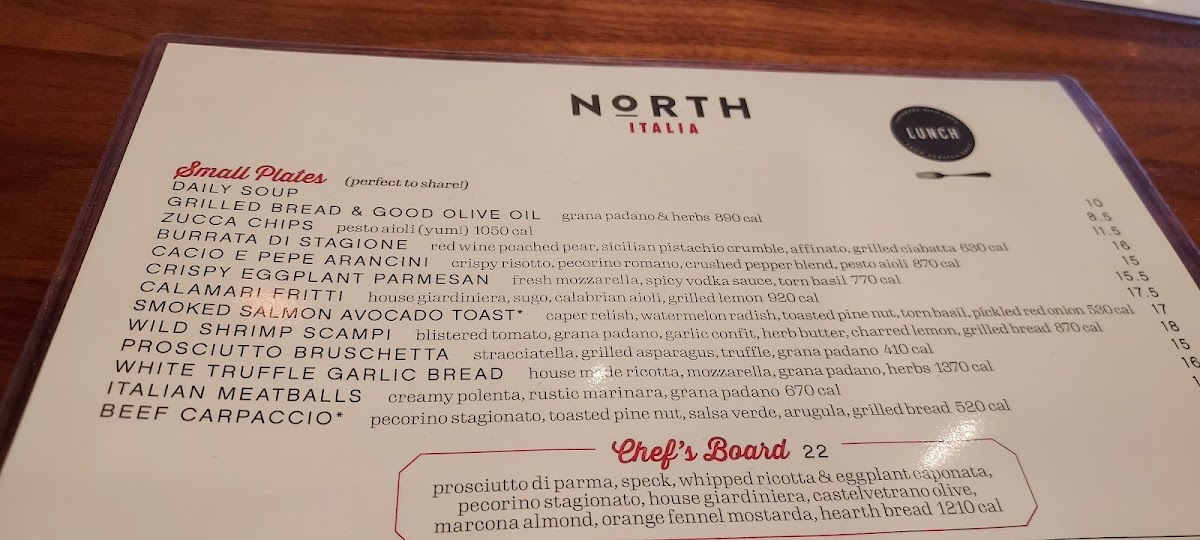 NORTH
ITALIA
LUNCH
Small Plates (perfect to share!)
DAILY SOUP 10
GRILLED BREAD & GOOD OLIVE OIL grana padano & herbs 890 cal 8.5
ZUCCA CHIPS pesto aioli (yum!) 1050 cal 11.5
BURRATA DI STAGIONE red wine poached pear, sicilian pistachio crumble, affinato, grilled ciabatta 630 cal 16
CACIO E PEPE ARANCINI crispy risotto, pecorino romano, crushed pepper blend, pesto aioli 870 cal 15
CRISPY EGGPLANT PARMESAN fresh mozzarella, spicy vodka sauce, torn basil 770 cal 15.5
CALAMARI FRITTI house giardiniera, sugo, calabrian aioli, grilled lemon 920 cal 17.5
SMOKED SALMON AVOCADO TOAST* caper relish, watermelon radish, toasted pine nut, torn basil, pickled red onion 530 cal 17
WILD SHRIMP SCAMPI blistered tomato, grana padano, garlic confit, herb butter, charred lemon, grilled bread 870 cal 18
PROSCIUTTO BRUSCHETTA stracciatella, grilled asparagus, truffle, grana padano 410 cal 15
WHITE TRUFFLE GARLIC BREAD house made ricotta, mozzarella, grana padano, herbs 1370 cal 16
ITALIAN MEATBALLS creamy polenta, rustic marinara, grana padano 670 cal
BEEF CARPACCIO* pecorino stagionato, toasted pine nut, salsa verde, arugula, grilled bread 520 cal
Chef's Board 22
prosciutto di parma, speck, whipped ricotta & eggplant caponata,
pecorino stagionato, house giardiniera, castelvetrano olive,
marcona almond, orange fennel mostarda, hearth bread 1210 cal